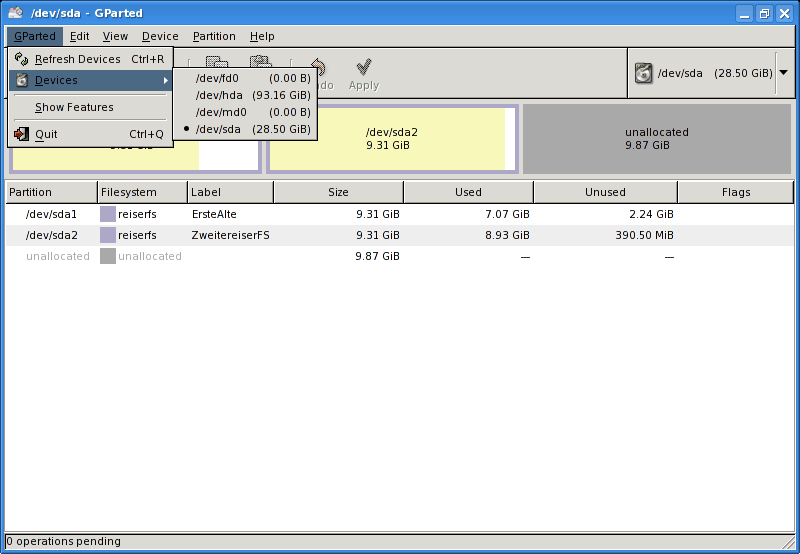 /dev/sda - GParted
GParted Edit View Device Partition Help
Refresh Devices Ctrl+R
Devices
Show Features
Quit Ctrl+Q
/dev/fd0 (0.00 B)
/dev/hda (93.16 GiB)
/dev/md0 (0.00 B)
/dev/sda (28.50 GiB)
Apply
/dev/sda (28.50 GiB)
/dev/sda2
9.31 GiB
unallocated
9.87 GiB
Partition Filesystem Label Size Used Unused Flags
/dev/sda1 reiserfs ErsteAlte 9.31 GiB 7.07 GiB 2.24 GiB
/dev/sda2 reiserfs ZweitereiserFS 9.31 GiB 8.93 GiB 390.50 MiB
unallocated unallocated 9.87 GiB — —
0 operations pending